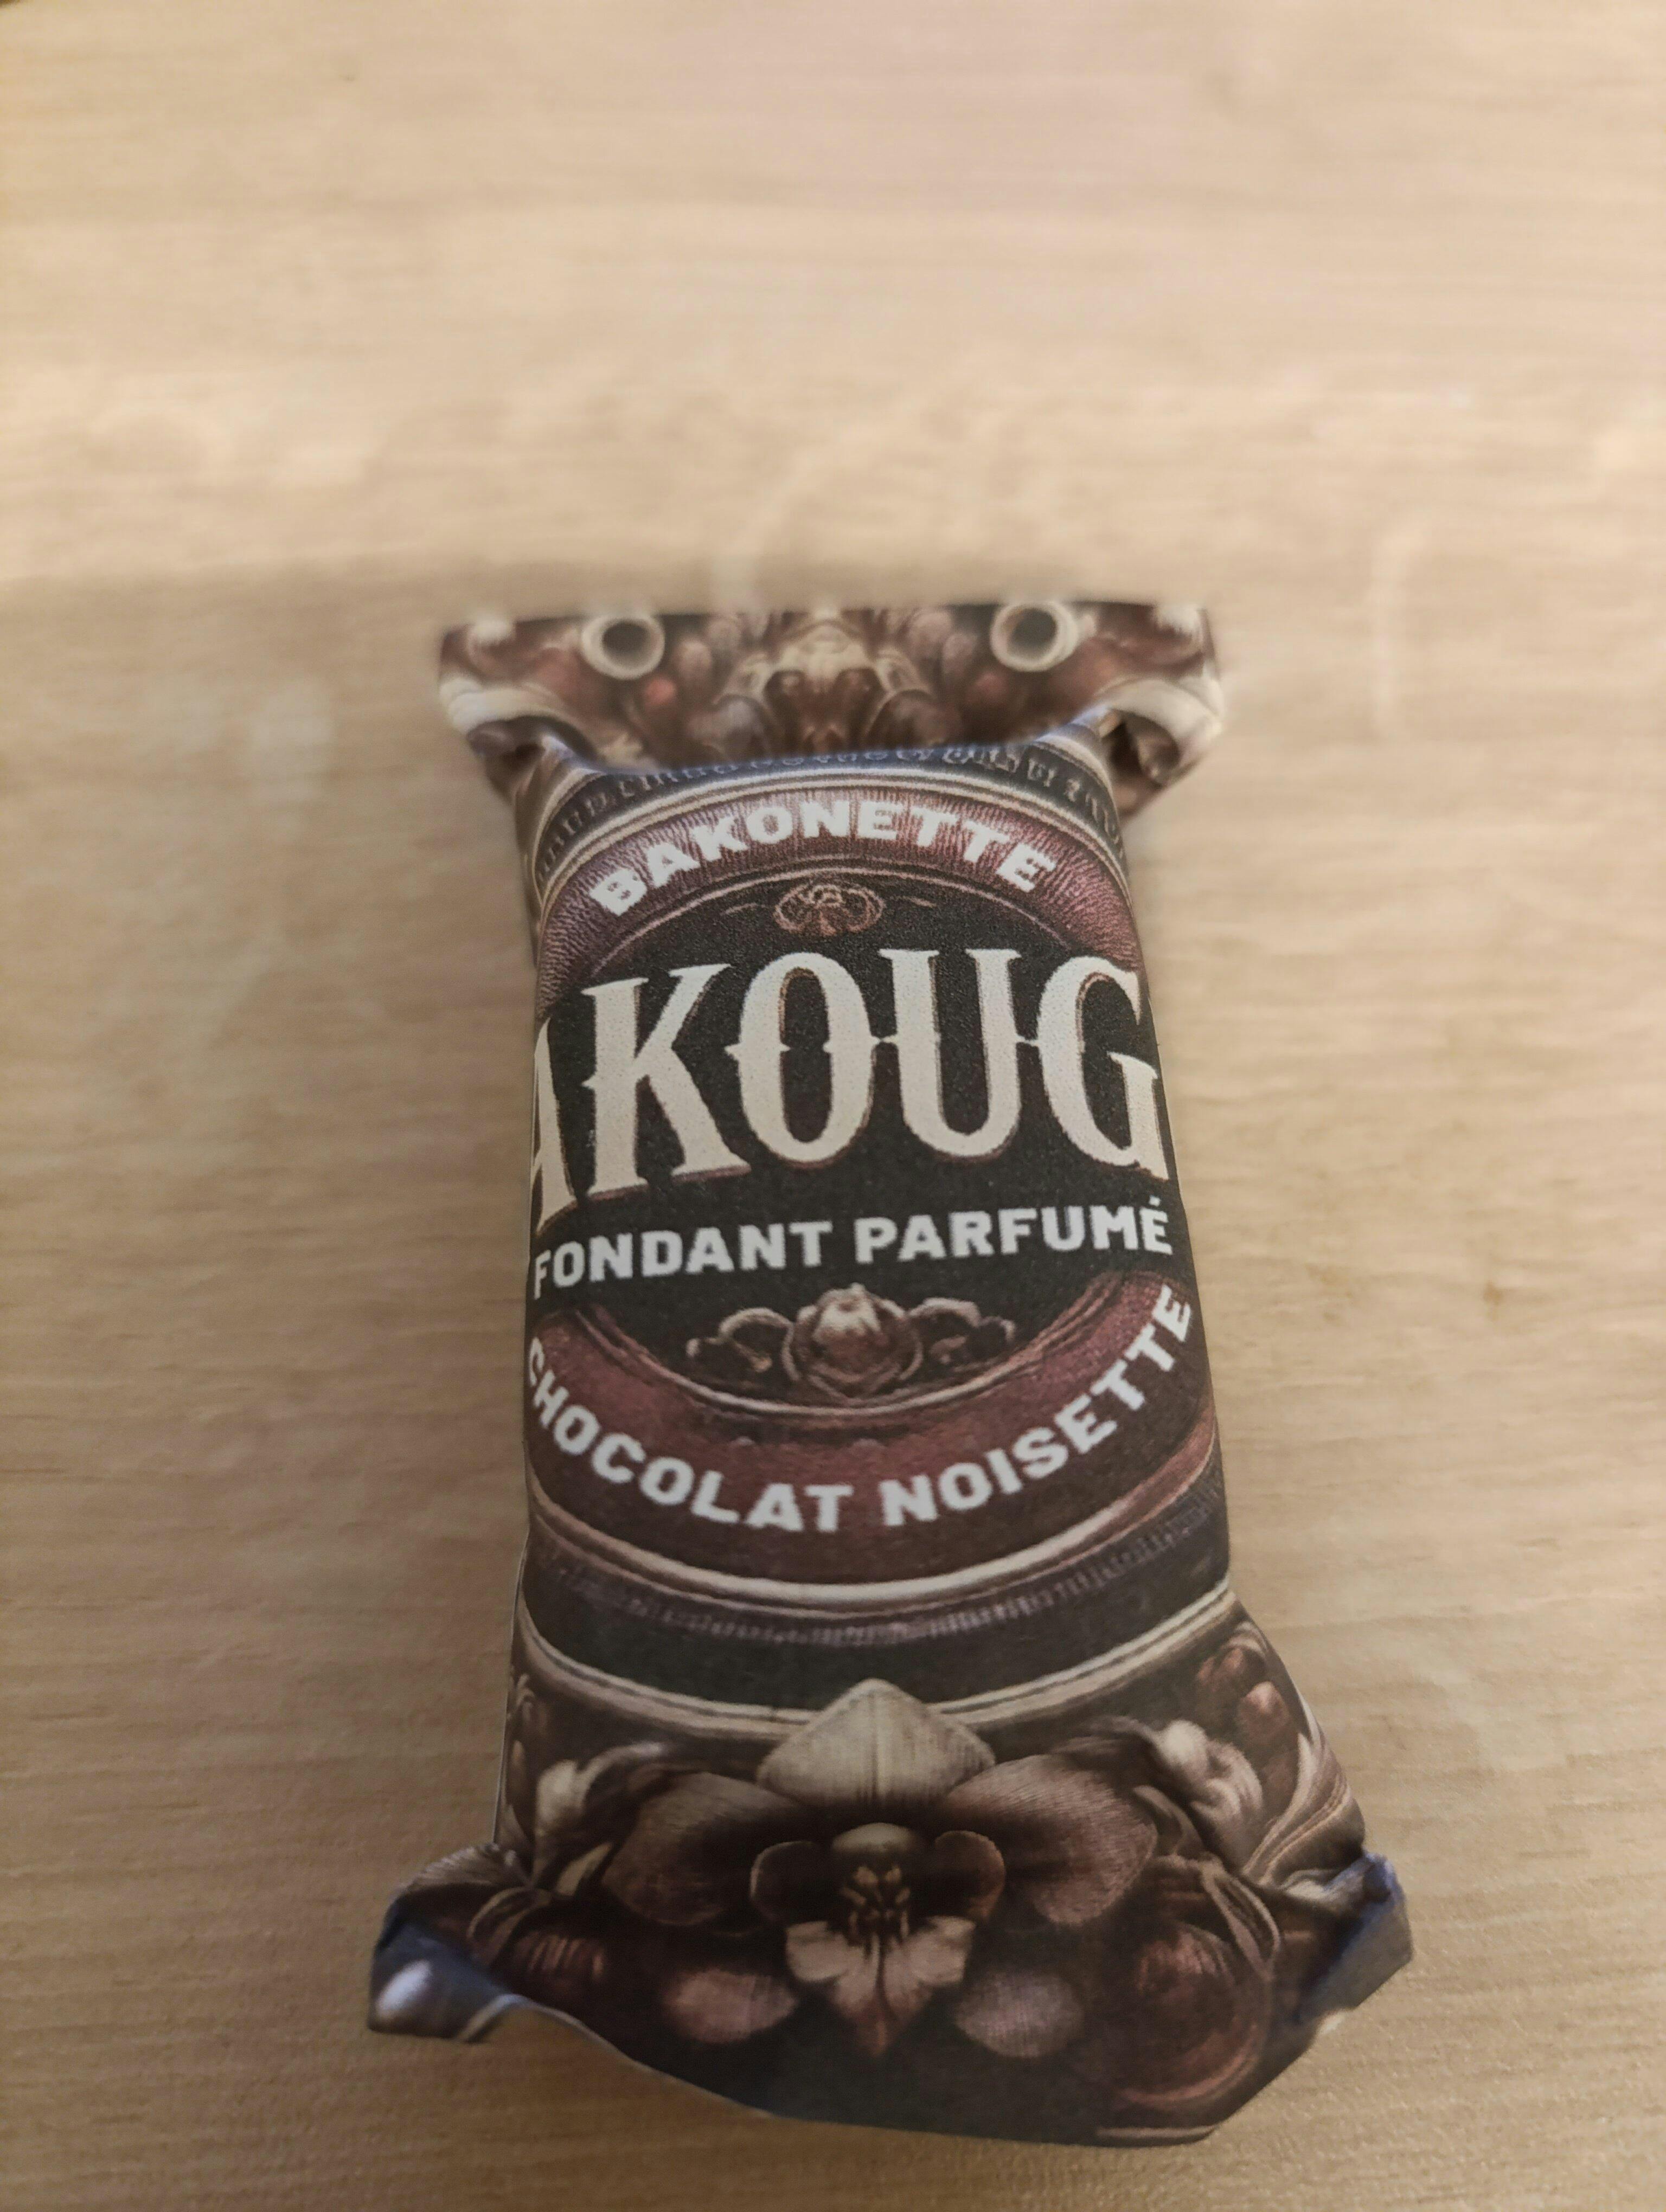 BAKONETTE
AKOUG
FONDANT PARFUMÉ
CHOCOLAT NOISETTE